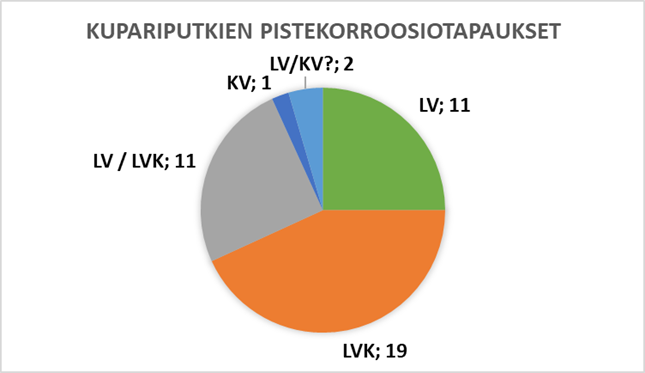 KUPARIPUTKIEN PISTEKORROOSIOTAPAUKSET
LV/KV?; 2
KV; 1
LV; 11
LV / LVK; 11
LVK; 19